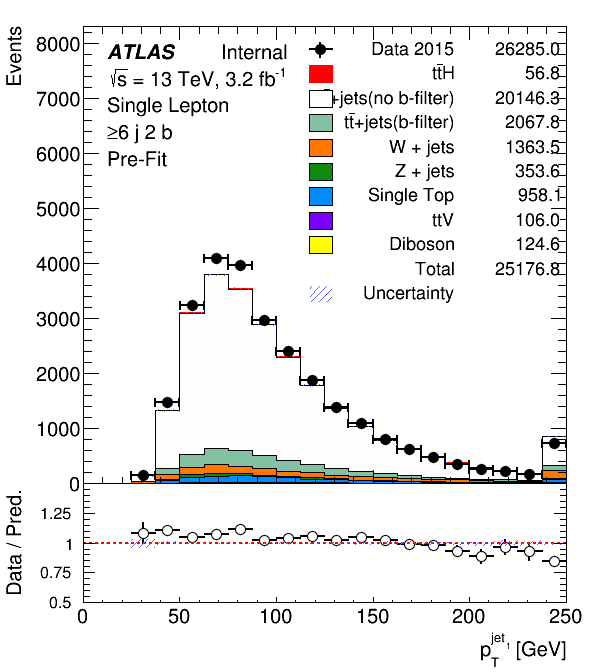 Events
8000
7000
6000
5000
4000
3000
2000
1000
0
ATLAS Internal
√s = 13 TeV, 3.2 fb⁻¹
Single Lepton
≥6 j 2 b
Pre-Fit
Data 2015 26285.0
tt̄H 56.8
+jets(no b-filter) 20146.3
tt̄+jets(b-filter) 2067.8
W + jets 1363.5
Z + jets 353.6
Single Top 958.1
ttV 106.0
Diboson 124.6
Total 25176.8
Uncertainty
Data / Pred.
1.25
1
0.75
0.5
0 50 100 150 200 250
p_T^jet₁ [GeV]